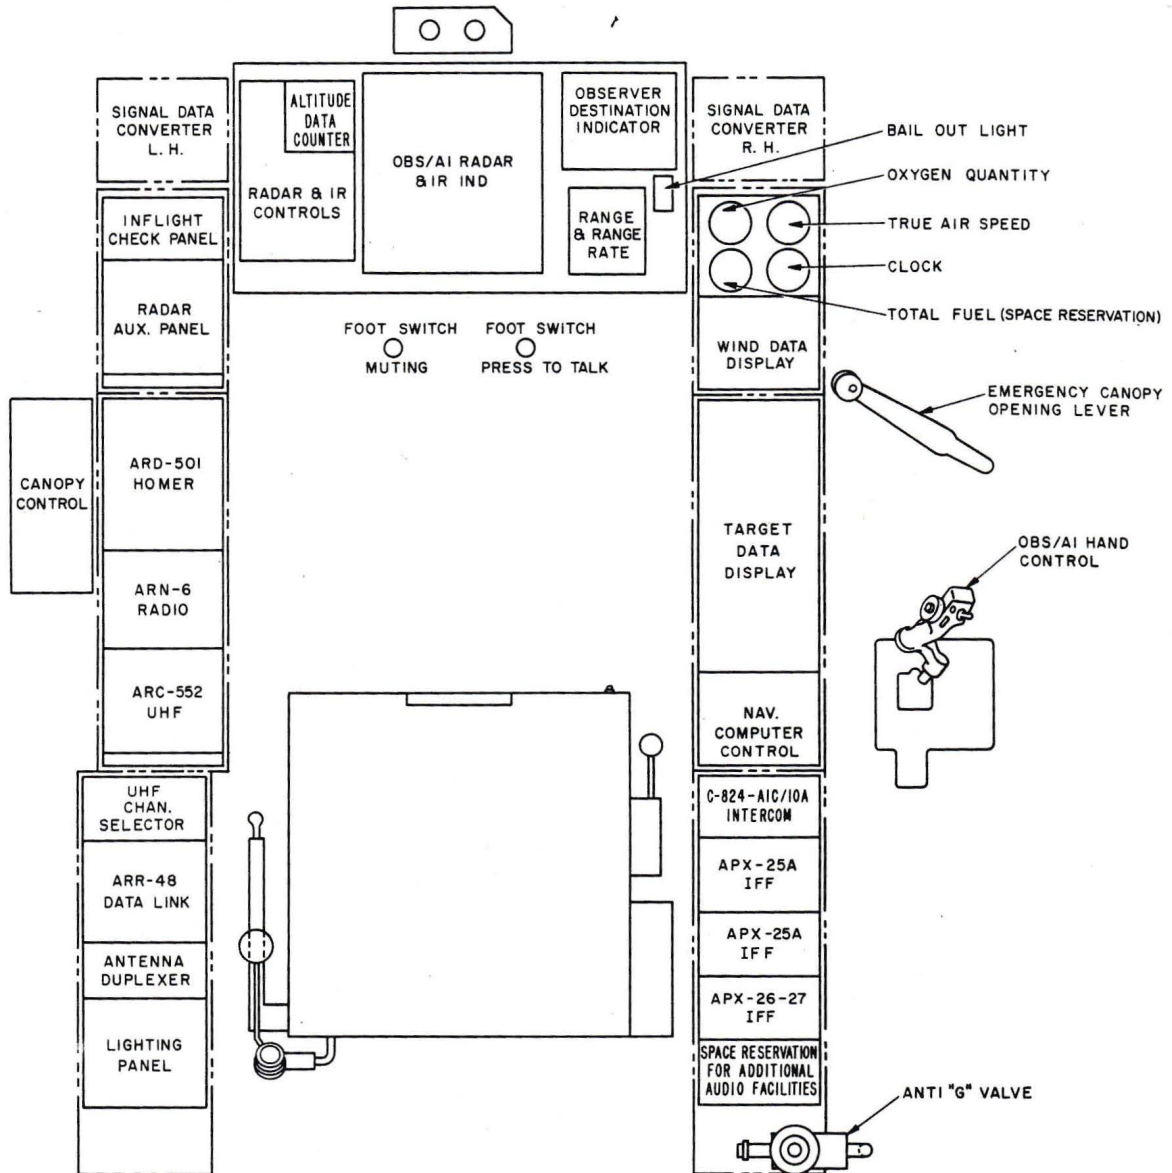 SIGNAL DATA
CONVERTER
L. H.
INFLIGHT
CHECK PANEL
RADAR
AUX. PANEL
CANOPY
CONTROL
ARD-501
HOMER
ARN-6
RADIO
ARC-552
UHF
UHF
CHAN.
SELECTOR
ARR-48
DATA LINK
ANTENNA
DUPLEXER
LIGHTING
PANEL
ALTITUDE
DATA
COUNTER
RADAR & IR
CONTROLS
OBS/AI RADAR
& IR IND
OBSERVER
DESTINATION
INDICATOR
RANGE
& RANGE
RATE
FOOT SWITCH
MUTING
FOOT SWITCH
PRESS TO TALK
SIGNAL DATA
CONVERTER
R. H.
BAIL OUT LIGHT
OXYGEN QUANTITY
TRUE AIR SPEED
CLOCK
TOTAL FUEL (SPACE RESERVATION)
WIND DATA
DISPLAY
EMERGENCY CANOPY
OPENING LEVER
TARGET
DATA
DISPLAY
OBS/AI HAND
CONTROL
NAV.
COMPUTER
CONTROL
C-824-AIC/10A
INTERCOM
APX-25A
IFF
APX-25A
IFF
APX-26-27
IFF
SPACE RESERVATION
FOR ADDITIONAL
AUDIO FACILITIES
ANTI "G" VALVE